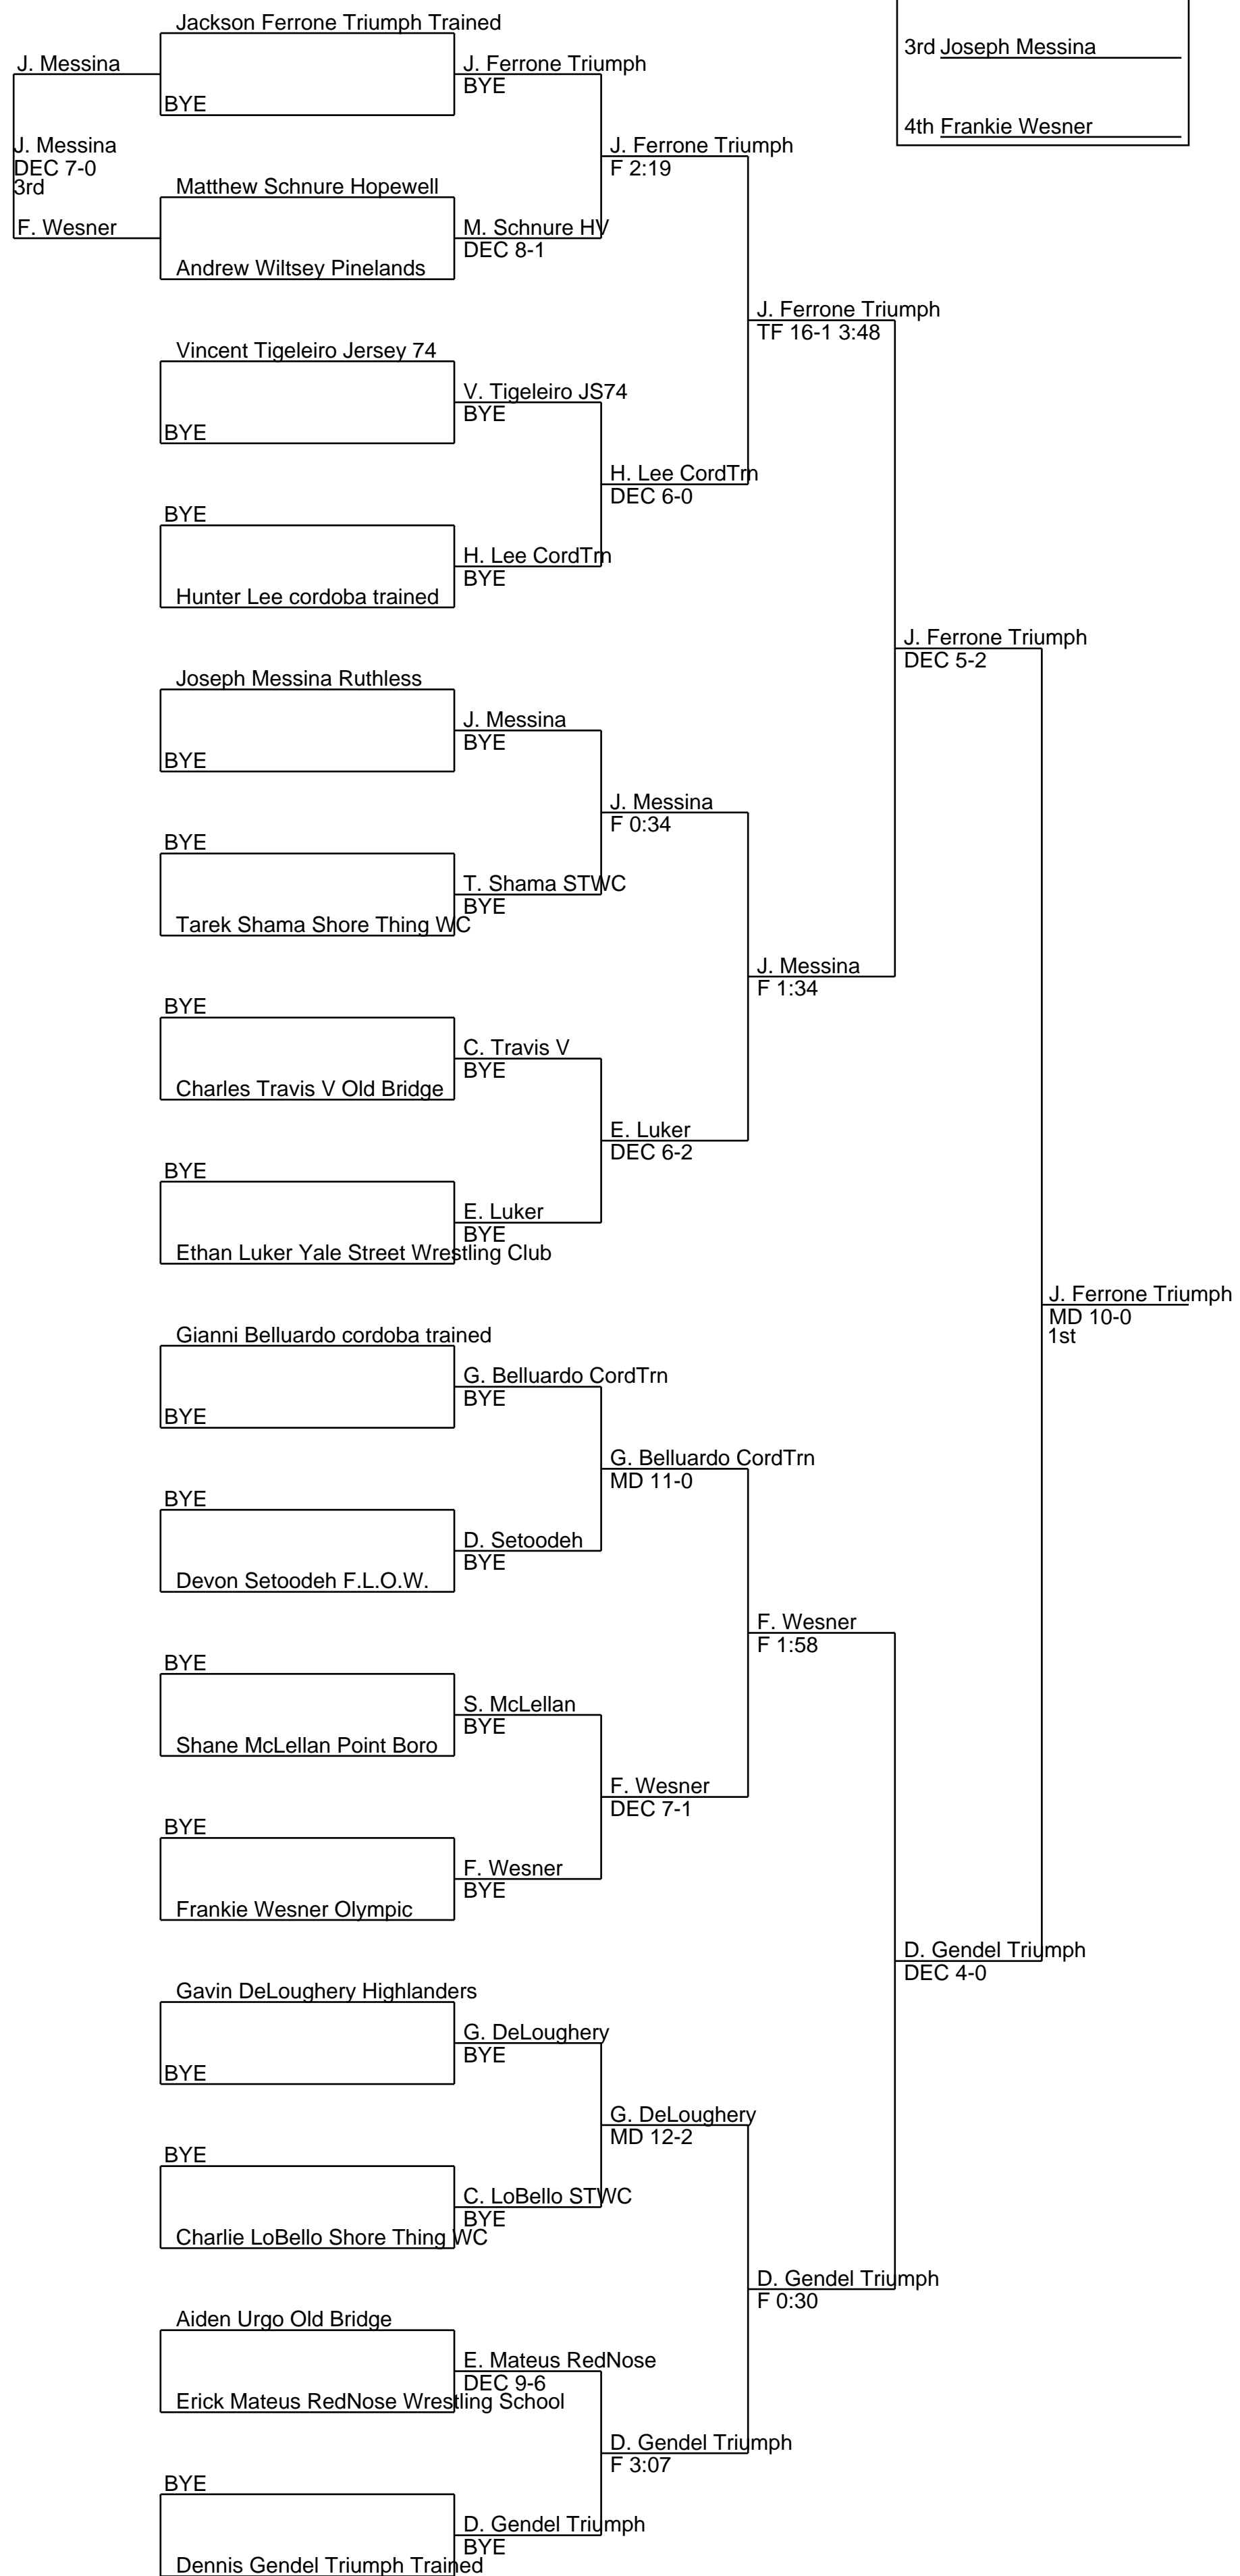 Jackson Ferrone Triumph Trained
3rd Joseph Messina
J. Messina
J. Ferrone Triumph
BYE
BYE
4th Frankie Wesner
J. Messina
DEC 7-0
3rd
J. Ferrone Triumph
F 2:19
Matthew Schnure Hopewell
F. Wesner
M. Schnure HV
DEC 8-1
Andrew Wiltsey Pinelands
J. Ferrone Triumph
TF 16-1 3:48
Vincent Tigeleiro Jersey 74
V. Tigeleiro JS74
BYE
BYE
H. Lee CordTrn
DEC 6-0
BYE
H. Lee CordTrn
BYE
Hunter Lee cordoba trained
J. Ferrone Triumph
DEC 5-2
Joseph Messina Ruthless
J. Messina
BYE
BYE
J. Messina
F 0:34
BYE
T. Shama STWC
BYE
Tarek Shama Shore Thing WC
J. Messina
F 1:34
BYE
C. Travis V
BYE
Charles Travis V Old Bridge
E. Luker
DEC 6-2
BYE
E. Luker
BYE
Ethan Luker Yale Street Wrestling Club
J. Ferrone Triumph
MD 10-0
1st
Gianni Belluardo cordoba trained
G. Belluardo CordTrn
BYE
BYE
G. Belluardo CordTrn
MD 11-0
BYE
D. Setoodeh
BYE
Devon Setoodeh F.L.O.W.
F. Wesner
F 1:58
BYE
S. McLellan
BYE
Shane McLellan Point Boro
F. Wesner
DEC 7-1
BYE
F. Wesner
BYE
Frankie Wesner Olympic
D. Gendel Triumph
DEC 4-0
Gavin DeLoughery Highlanders
G. DeLoughery
BYE
BYE
G. DeLoughery
MD 12-2
BYE
C. LoBello STWC
BYE
Charlie LoBello Shore Thing WC
D. Gendel Triumph
F 0:30
Aiden Urgo Old Bridge
E. Mateus RedNose
DEC 9-6
Erick Mateus RedNose Wrestling School
D. Gendel Triumph
F 3:07
BYE
D. Gendel Triumph
BYE
Dennis Gendel Triumph Trained